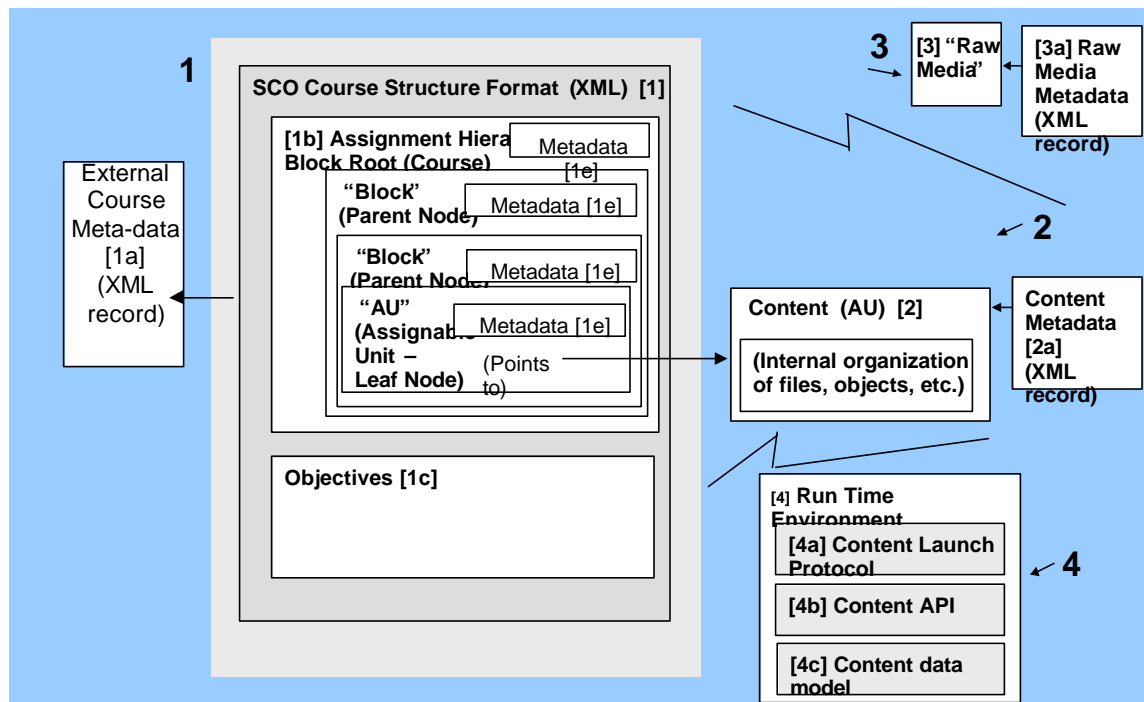 1
SCO Course Structure Format (XML) [1]
[1b] Assignment Hiera
Block Root (Course)
Metadata
[1e]
“Block”
(Parent Node)
Metadata [1e]
“Block”
(Parent Node)
Metadata [1e]
“AU”
(Assignable
Unit –
Leaf Node)
Metadata [1e]
(Points
to)
Objectives [1c]
External
Course
Meta-data
[1a]
(XML
record)
3
[3] “Raw
Media”
[3a] Raw
Media
Metadata
(XML
record)
2
Content (AU) [2]
(Internal organization
of files, objects, etc.)
Content
Metadata
[2a]
(XML
record)
[4] Run Time
Environment
[4a] Content Launch
Protocol
[4b] Content API
[4c] Content data
model
4